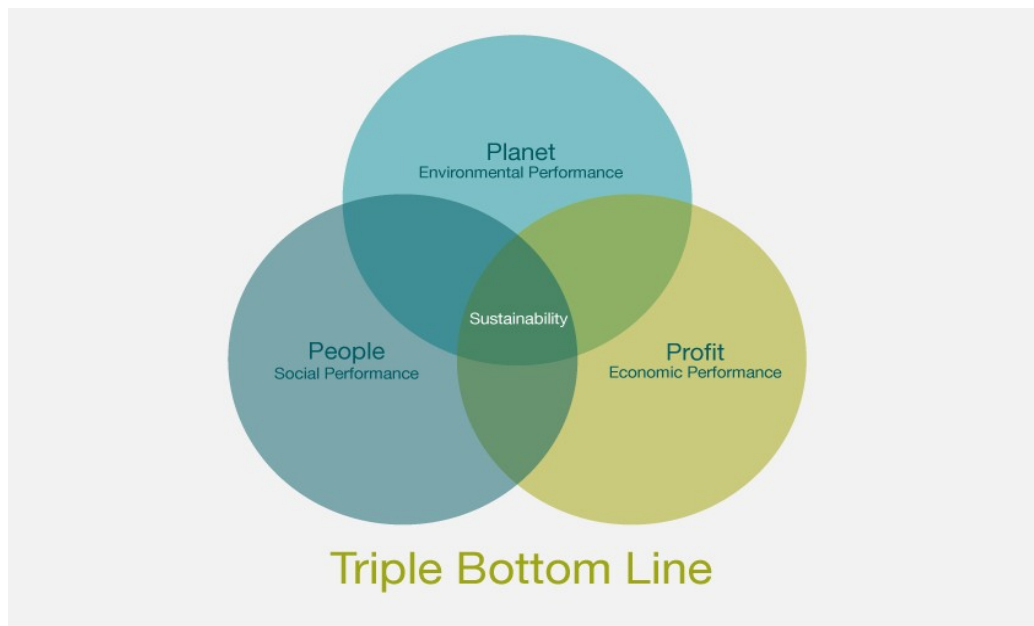 Planet
Environmental Performance
Sustainability
People
Social Performance
Profit
Economic Performance
Triple Bottom Line